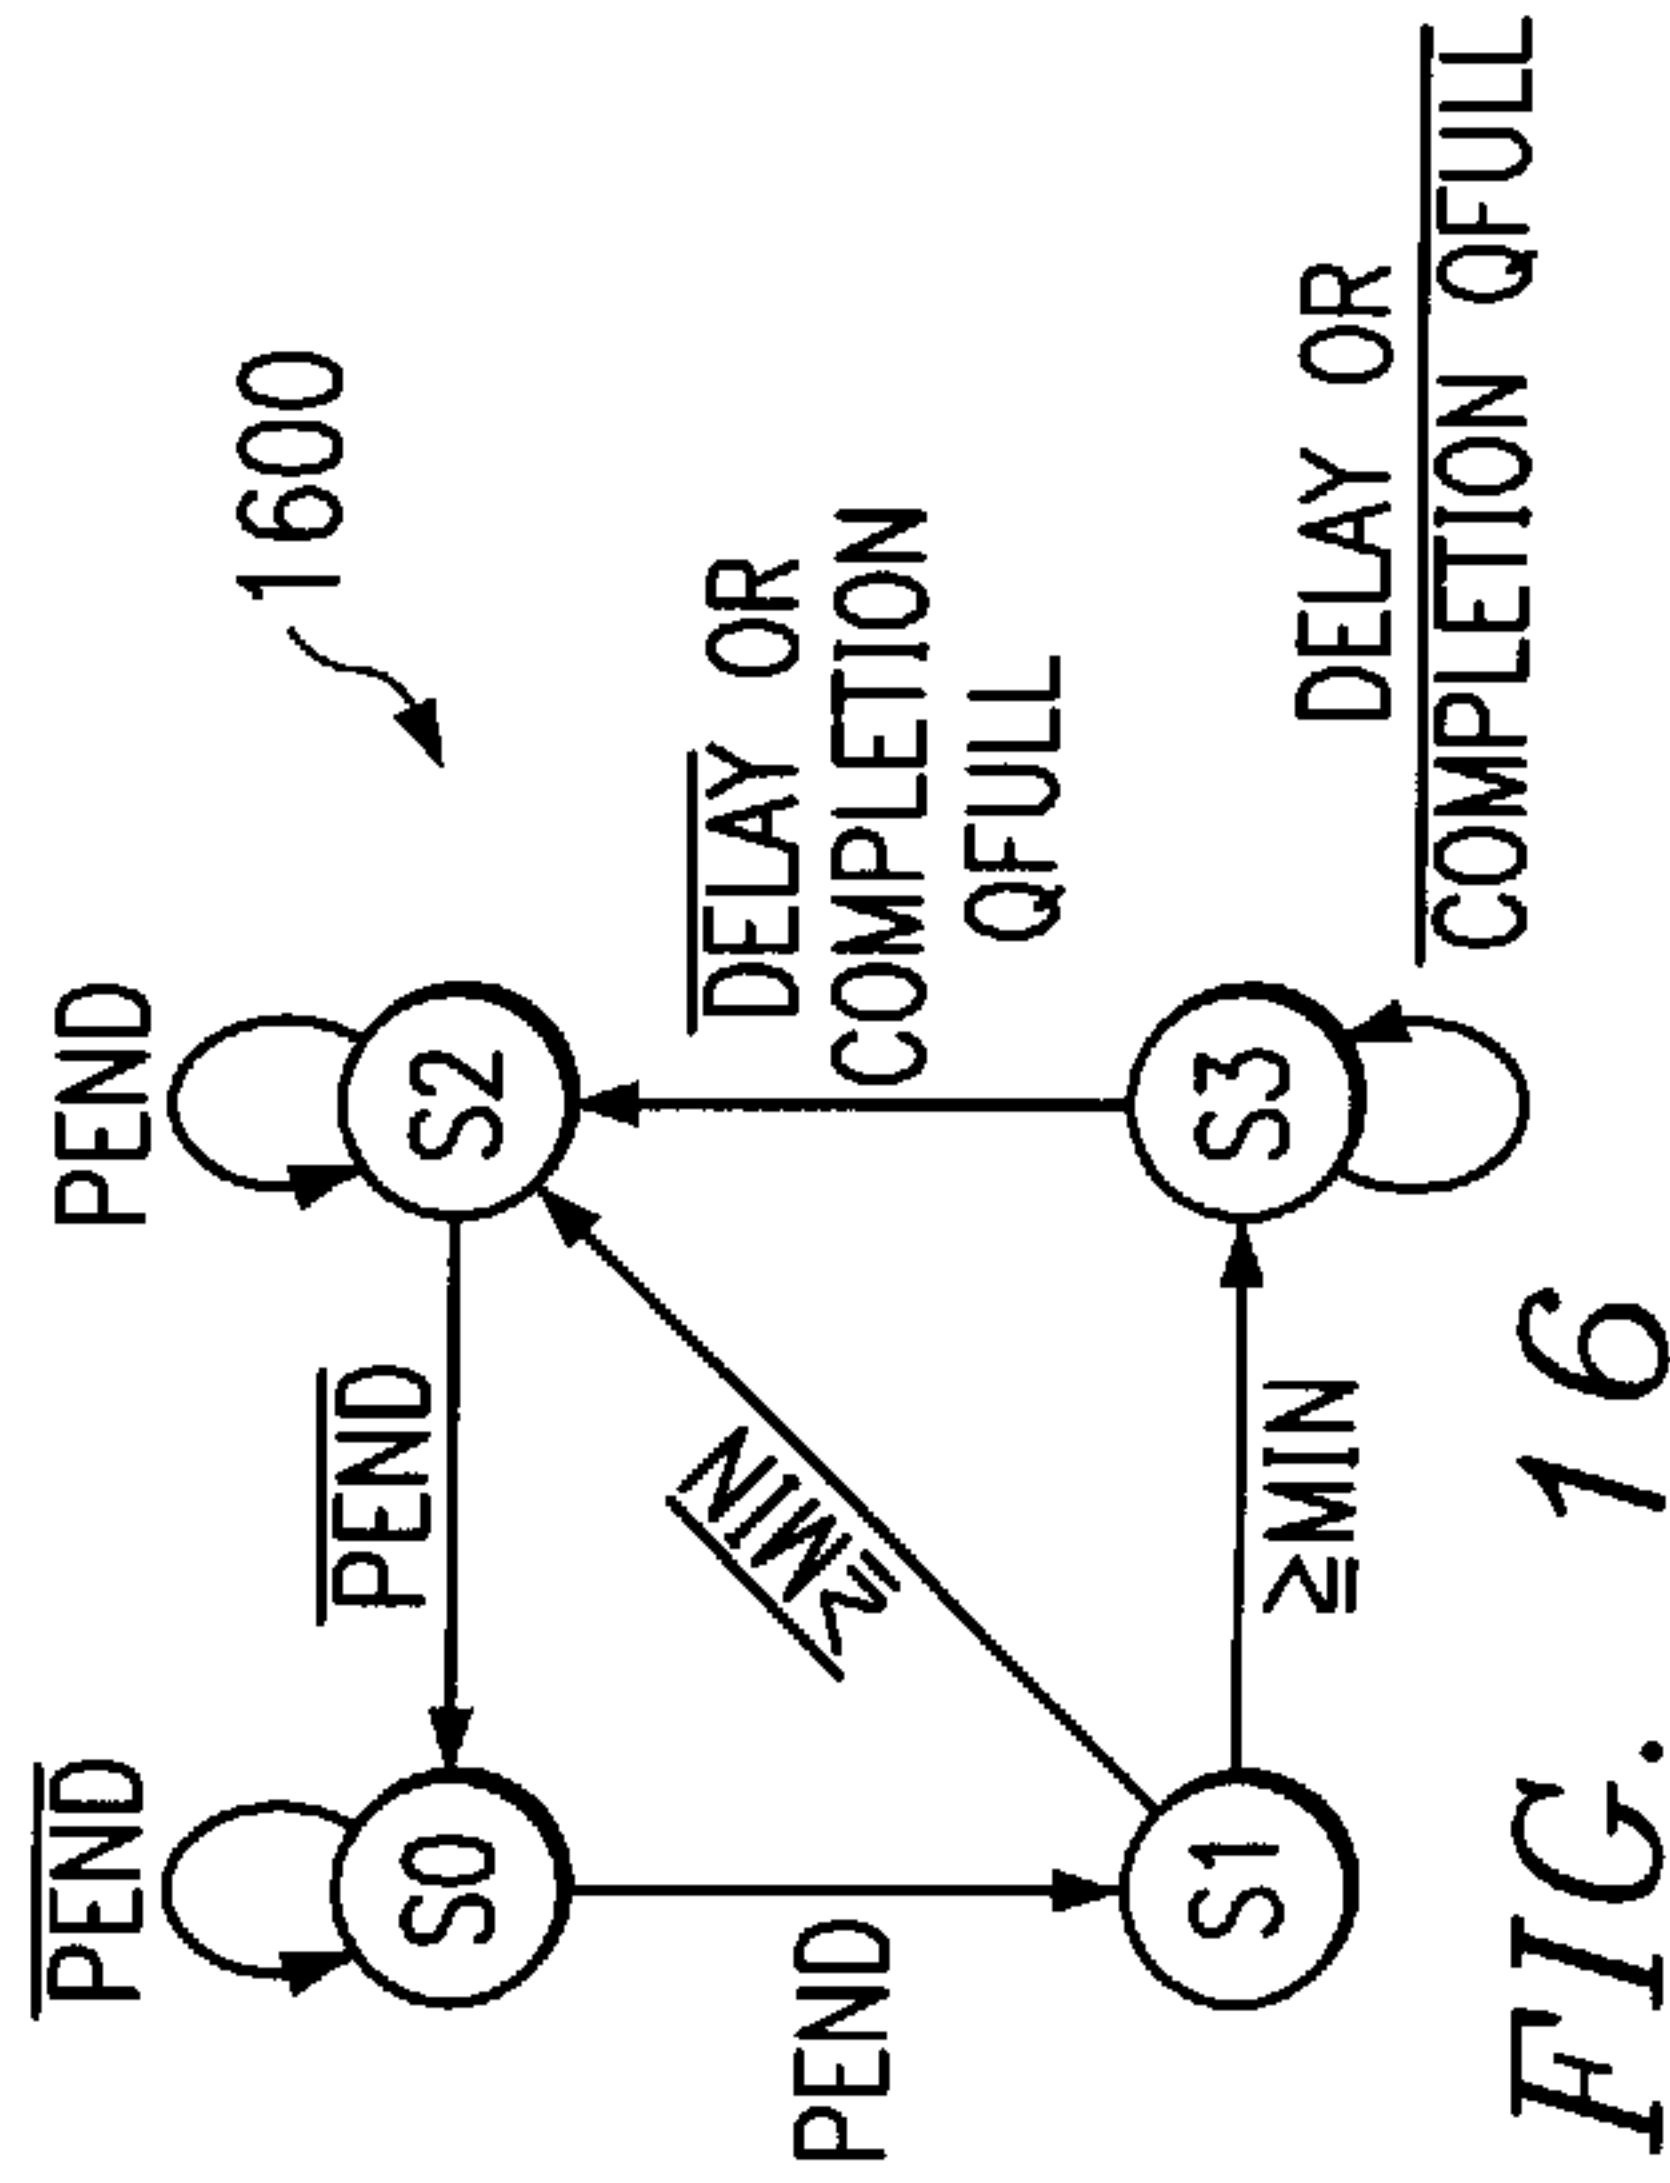 PEND
PEND
1600
PEND
S0
S2
DELAY OR
COMPLETION
QFULL
≥MIN
PEND
S1
S3
≥MIN
DELAY OR
COMPLETION QFULL
FIG. 16